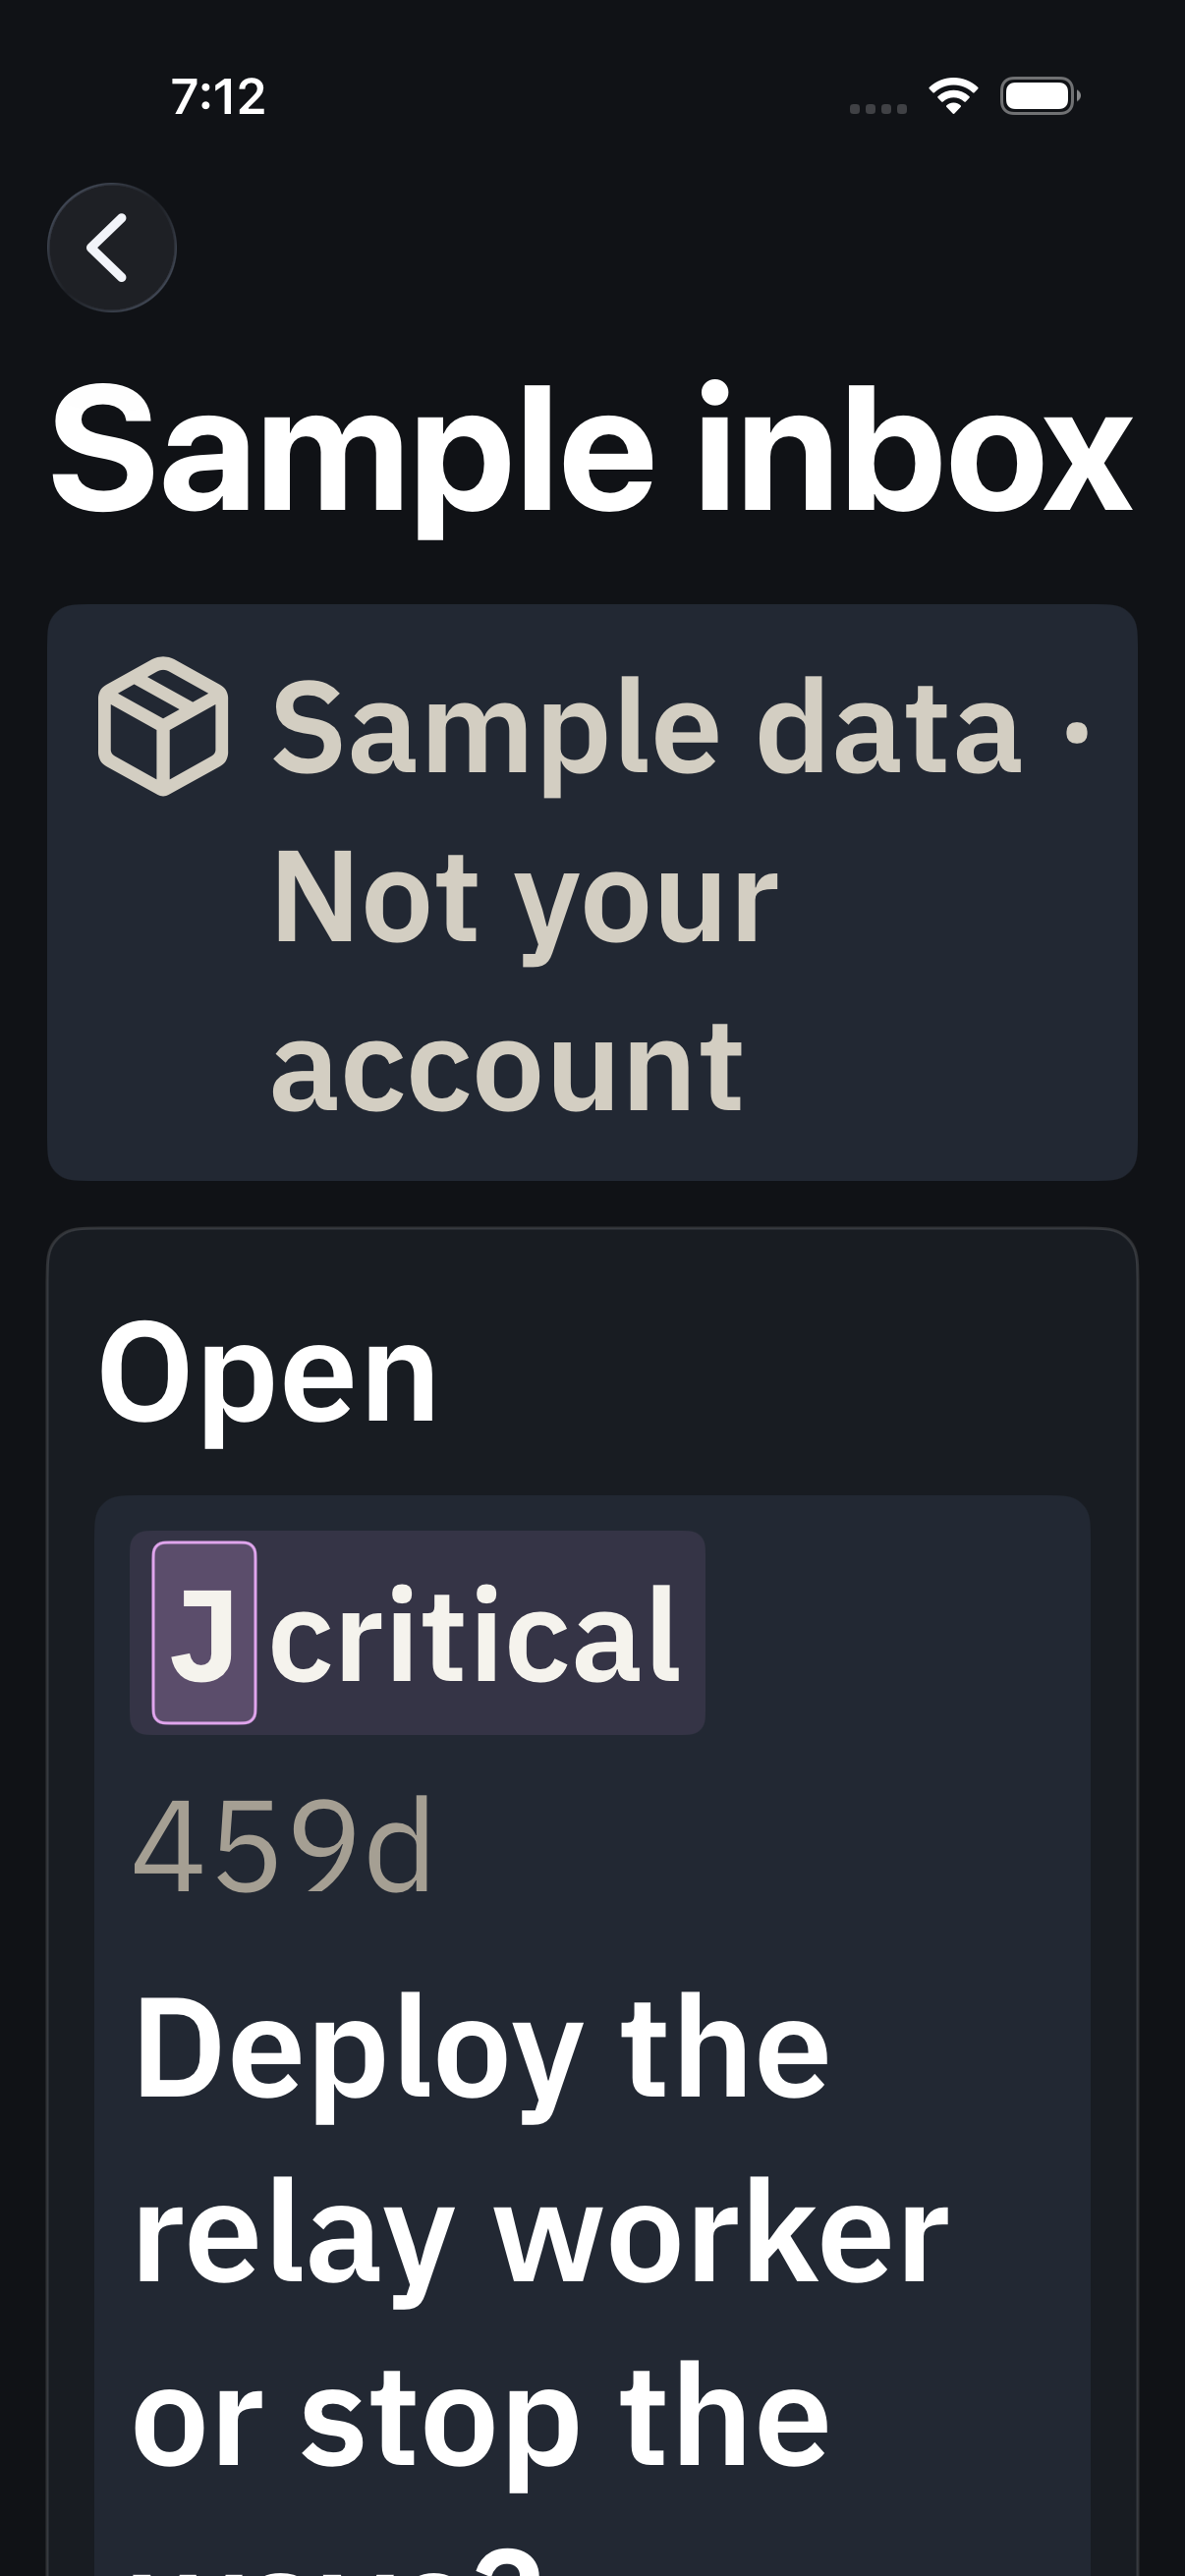 7:12
Sample inbox
Sample data ·
Not your
account
Open
J critical
459d
Deploy the
relay worker
or stop the